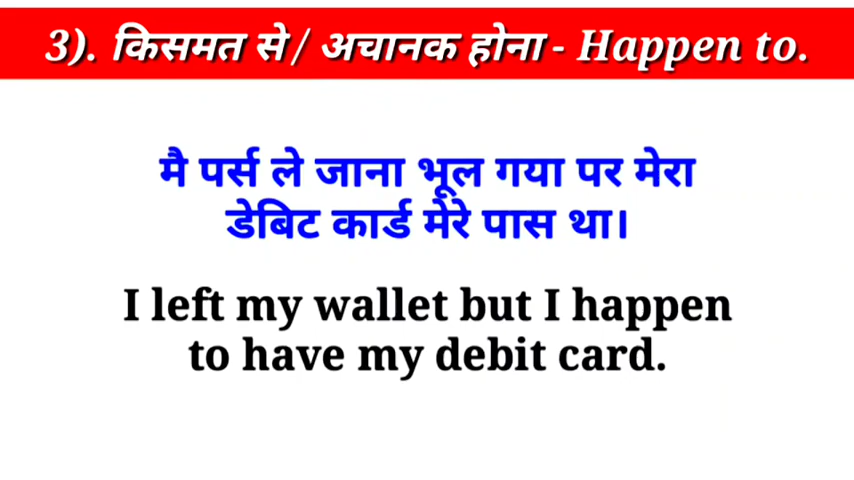 3). किसमत से/ अचानक होना - Happen to.
मै पर्स ले जाना भूल गया पर मेरा
डेबिट कार्ड मेरे पास था।
I left my wallet but I happen
to have my debit card.